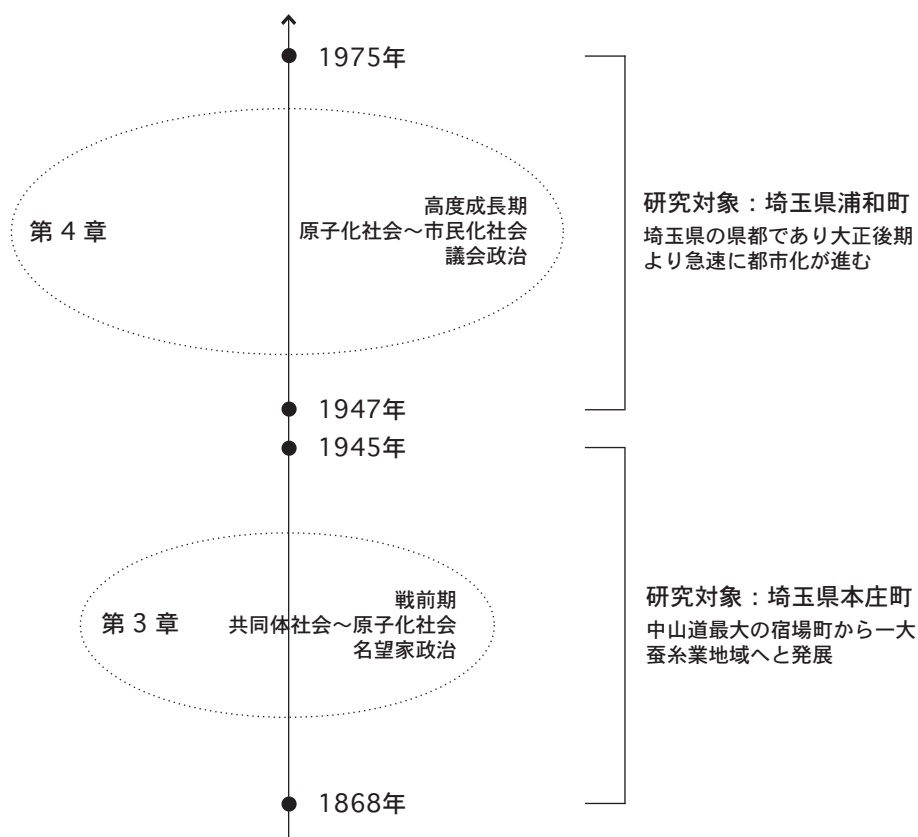 1975年
第 4 章
高度成長期
原子化社会〜市民化社会
議会政治
研究対象：埼玉県浦和町
埼玉県の県都であり大正後期
より急速に都市化が進む
1947年
1945年
第 3 章
戦前期
共同体社会〜原子化社会
名望家政治
研究対象：埼玉県本庄町
中山道最大の宿場町から一大
蚕糸業地域へと発展
1868年